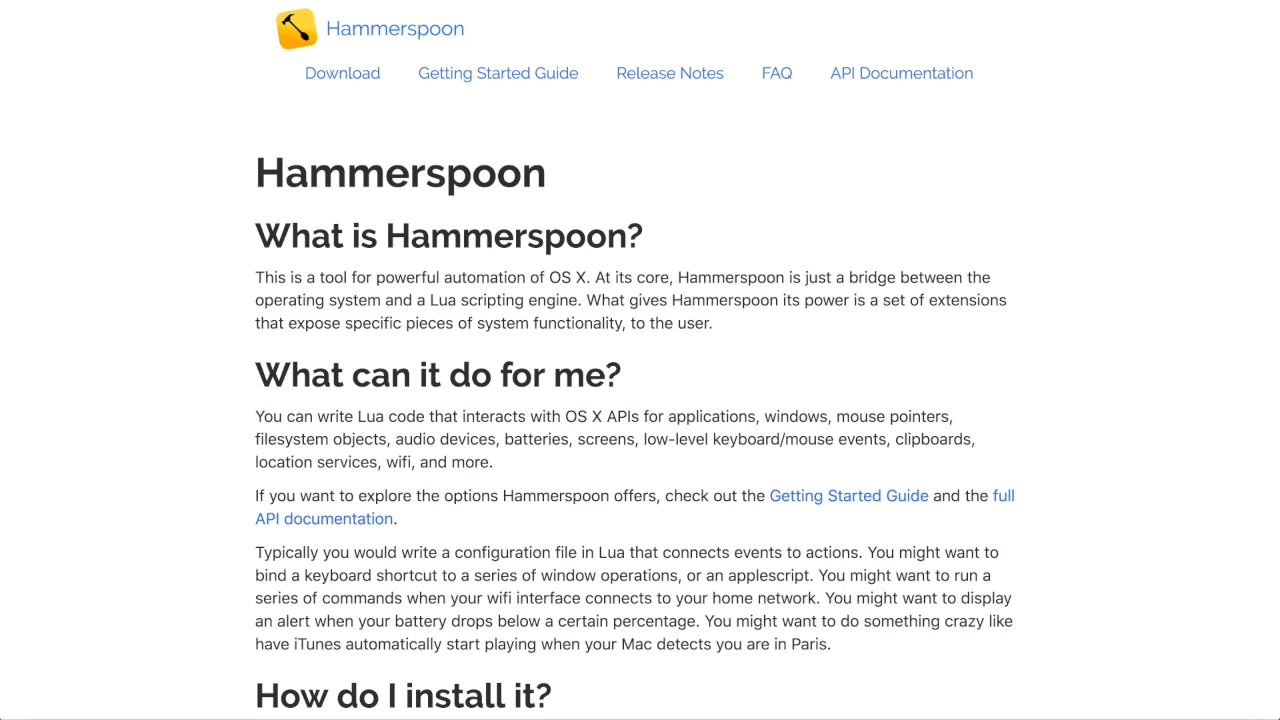 Hammerspoon
Download Getting Started Guide Release Notes FAQ API Documentation
Hammerspoon
What is Hammerspoon?
This is a tool for powerful automation of OS X. At its core, Hammerspoon is just a bridge between the
operating system and a Lua scripting engine. What gives Hammerspoon its power is a set of extensions
that expose specific pieces of system functionality, to the user.
What can it do for me?
You can write Lua code that interacts with OS X APIs for applications, windows, mouse pointers,
filesystem objects, audio devices, batteries, screens, low-level keyboard/mouse events, clipboards,
location services, wifi, and more.
If you want to explore the options Hammerspoon offers, check out the Getting Started Guide and the full
API documentation.
Typically you would write a configuration file in Lua that connects events to actions. You might want to
bind a keyboard shortcut to a series of window operations, or an applescript. You might want to run a
series of commands when your wifi interface connects to your home network. You might want to display
an alert when your battery drops below a certain percentage. You might want to do something crazy like
have iTunes automatically start playing when your Mac detects you are in Paris.
How do I install it?